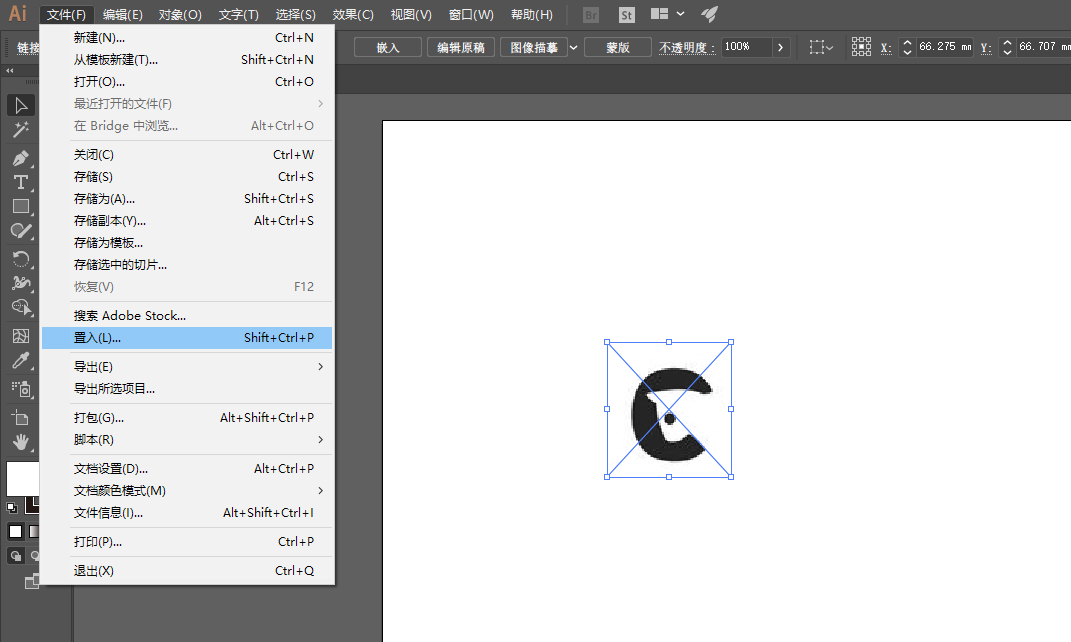 Ai 文件(F) 编辑(E) 对象(O) 文字(T) 选择(S) 效果(C) 视图(V) 窗口(W) 帮助(H) Br St
链接 嵌入 编辑原稿 图像描摹 蒙版 不透明度: 100% X: 66.275 mm Y: 66.707 mm
新建(N)... Ctrl+N
从模板新建(T)... Shift+Ctrl+N
打开(O)... Ctrl+O
最近打开的文件(F)
在 Bridge 中浏览... Alt+Ctrl+O
关闭(C) Ctrl+W
存储(S) Ctrl+S
存储为(A)... Shift+Ctrl+S
存储副本(Y)... Alt+Ctrl+S
存储为模板...
存储选中的切片...
恢复(V) F12
搜索 Adobe Stock...
置入(L)... Shift+Ctrl+P
导出(E)
导出所选项目...
打包(G)... Alt+Shift+Ctrl+P
脚本(R)
文档设置(D)... Alt+Ctrl+P
文档颜色模式(M)
文件信息(I)... Alt+Shift+Ctrl+I
打印(P)... Ctrl+P
退出(X) Ctrl+Q